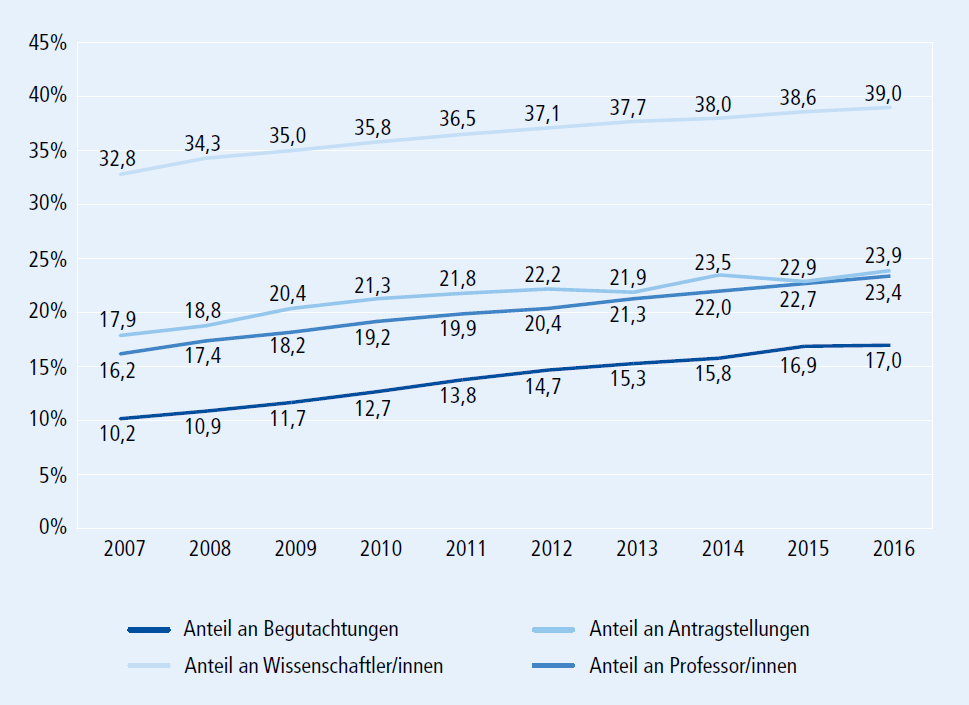 45%
40%
35%
30%
25%
20%
15%
10%
5%
0%
32,8 34,3 35,0 35,8 36,5 37,1 37,7 38,0 38,6 39,0
17,9 18,8 20,4 21,3 21,8 22,2 21,9 23,5 22,9 23,9
16,2 17,4 18,2 19,2 19,9 20,4 21,3 22,0 22,7 23,4
10,2 10,9 11,7 12,7 13,8 14,7 15,3 15,8 16,9 17,0
2007 2008 2009 2010 2011 2012 2013 2014 2015 2016
Anteil an Begutachtungen
Anteil an Antragstellungen
Anteil an Wissenschaftler/innen
Anteil an Professor/innen